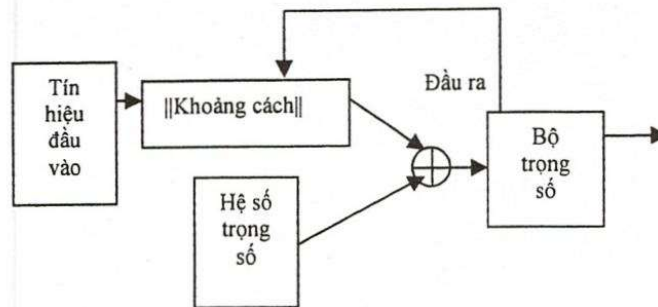 Tín
hiệu
đầu
vào
||Khoảng cách||
Đầu ra
Bộ
trọng
số
Hệ số
trọng
số